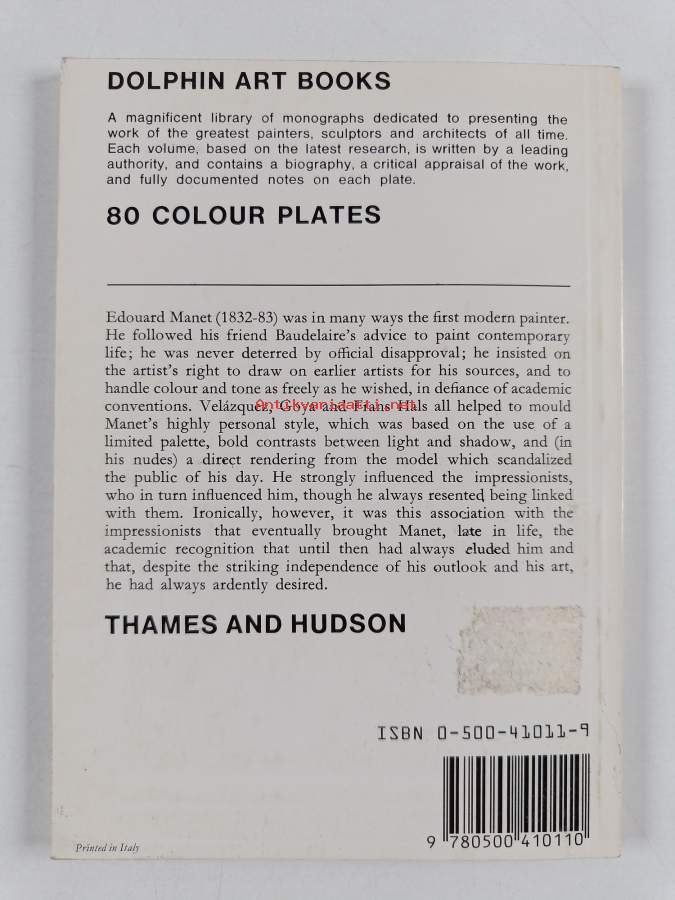 DOLPHIN ART BOOKS
A magnificent library of monographs dedicated to presenting the
work of the greatest painters, sculptors and architects of all time.
Each volume, based on the latest research, is written by a leading
authority, and contains a biography, a critical appraisal of the work,
and fully documented notes on each plate.
80 COLOUR PLATES
Edouard Manet (1832-83) was in many ways the first modern painter.
He followed his friend Baudelaire's advice to paint contemporary
life; he was never deterred by official disapproval; he insisted on
the artist's right to draw on earlier artists for his sources, and to
handle colour and tone as freely as he wished, in defiance of academic
conventions. Velázquez, Goya and Frans Hals all helped to mould
Antikvariaatti.net
Manet's highly personal style, which was based on the use of a
limited palette, bold contrasts between light and shadow, and (in
his nudes) a direct rendering from the model which scandalized
the public of his day. He strongly influenced the impressionists,
who in turn influenced him, though he always resented being linked
with them. Ironically, however, it was this association with the
impressionists that eventually brought Manet, late in life, the
academic recognition that until then had always eluded him and
that, despite the striking independence of his outlook and his art,
he had always ardently desired.
THAMES AND HUDSON
ISBN 0-500-41011-9
9 780500 410110
Printed in Italy